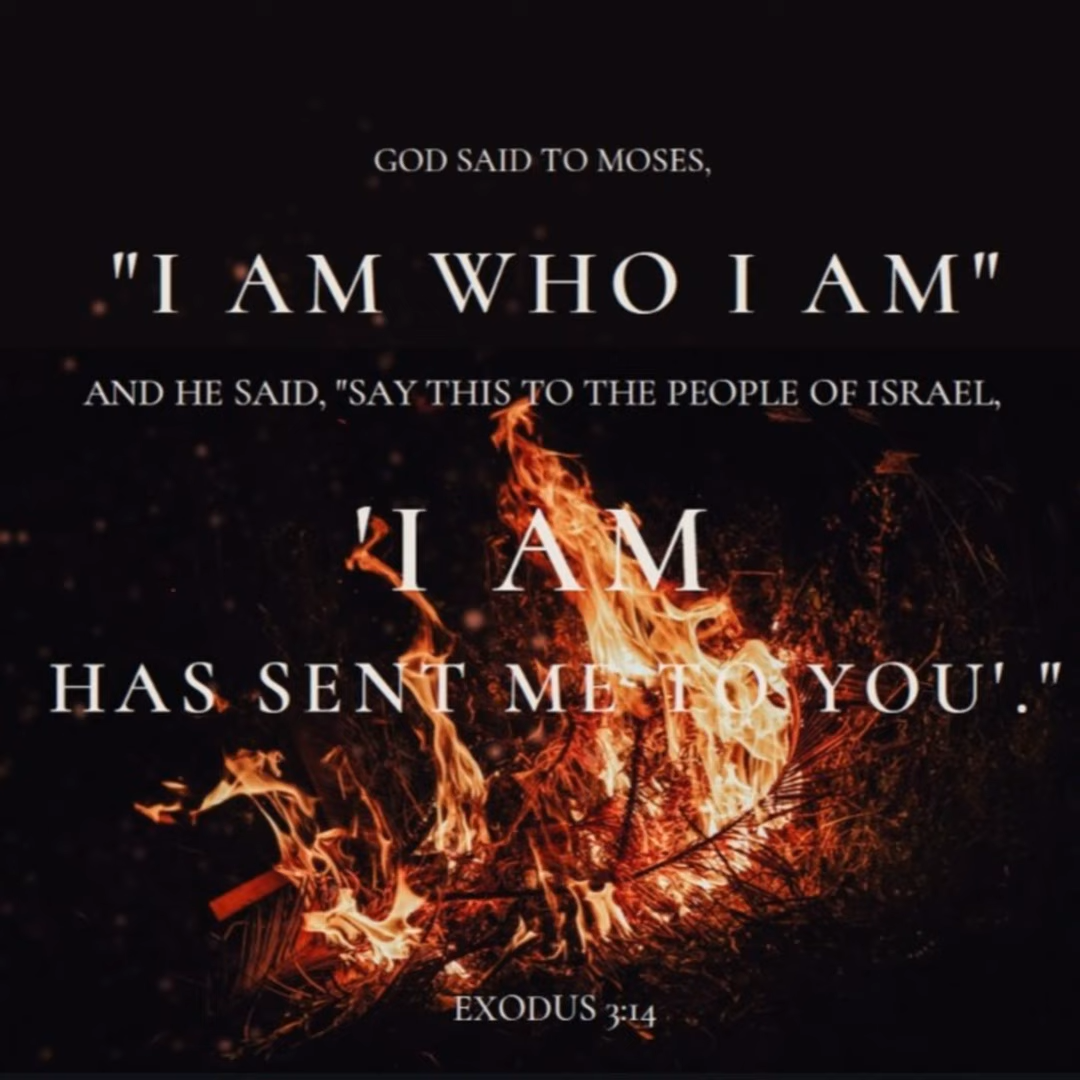 GOD SAID TO MOSES,
"I AM WHO I AM"
AND HE SAID, "SAY THIS TO THE PEOPLE OF ISRAEL,
'I AM
HAS SENT ME TO YOU'."
EXODUS 3:14